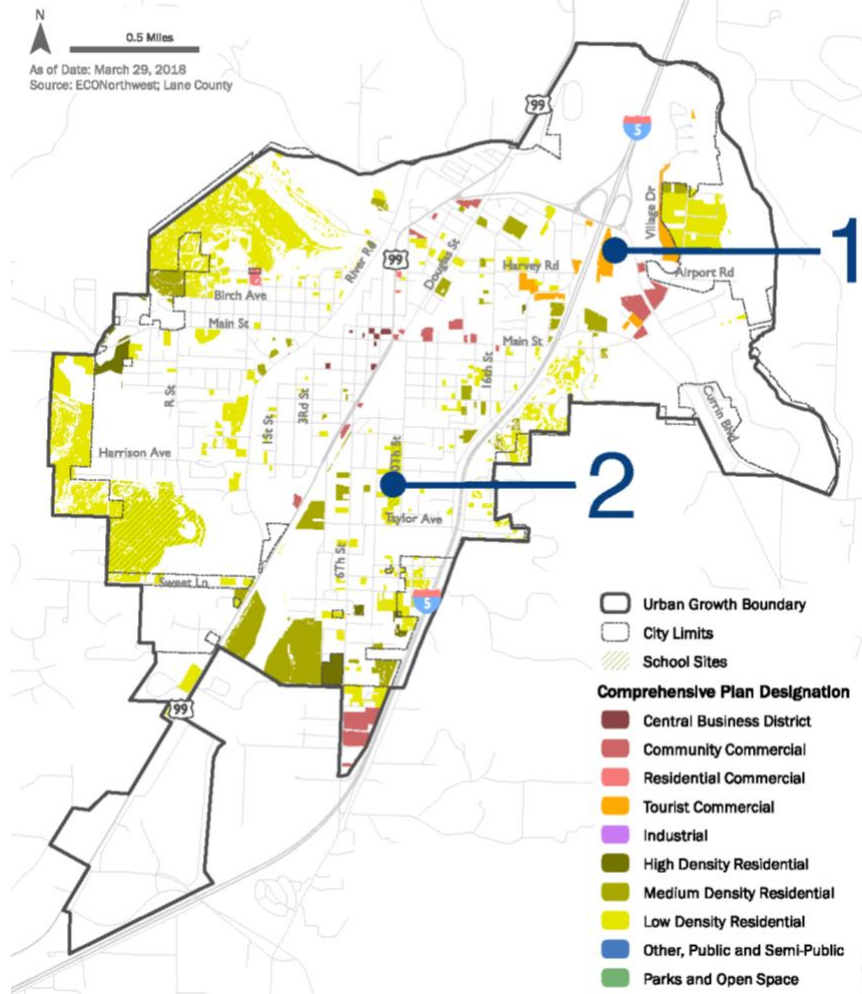 N
0.5 Miles
As of Date: March 29, 2018
Source: ECONorthwest; Lane County
99
5
Village Dr
1
River Rd
99
Douglas St
Harvey Rd
Airport Rd
Birch Ave
Main St
Main St
16th St
R St
1St St
3Rd St
Currin Blvd
Harrison Ave
2
Taylor Ave
6Th St
Sweet Ln
5
99
Urban Growth Boundary
City Limits
School Sites
Comprehensive Plan Designation
Central Business District
Community Commercial
Residential Commercial
Tourist Commercial
Industrial
High Density Residential
Medium Density Residential
Low Density Residential
Other, Public and Semi-Public
Parks and Open Space